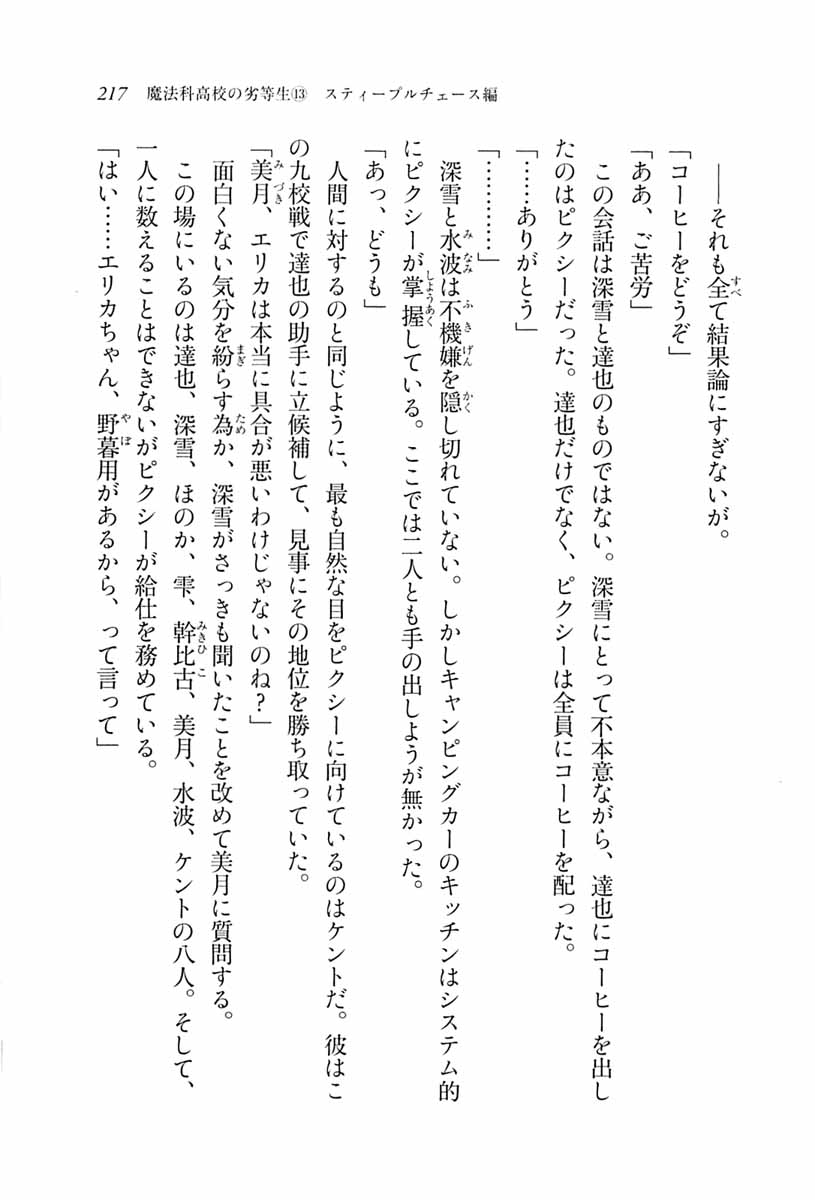 217　魔法科高校の劣等生⑬　スティープルチェース編
――それも全て結果論にすぎないが。
「コーヒーをどうぞ」
「ああ、ご苦労」
この会話は深雪と達也のものではない。深雪にとって不本意ながら、達也にコーヒーを出し
たのはピクシーだった。達也だけでなく、ピクシーは全員にコーヒーを配った。
「……ありがとう」
「…………」
深雪と水波は不機嫌を隠し切れていない。しかしキャンピングカーのキッチンはシステム的
にピクシーが掌握している。ここでは二人とも手の出しようが無かった。
「あっ、どうも」
人間に対するのと同じように、最も自然な目をピクシーに向けているのはケントだ。彼はこ
の九校戦で達也の助手に立候補して、見事にその地位を勝ち取っていた。
「美月、エリカは本当に具合が悪いわけじゃないのね？」
面白くない気分を紛らす為か、深雪がさっきも聞いたことを改めて美月に質問する。
この場にいるのは達也、深雪、ほのか、雫、幹比古、美月、水波、ケントの八人。そして、
一人に数えることはできないがピクシーが給仕を務めている。
「はい……エリカちゃん、野暮用があるから、って言って」